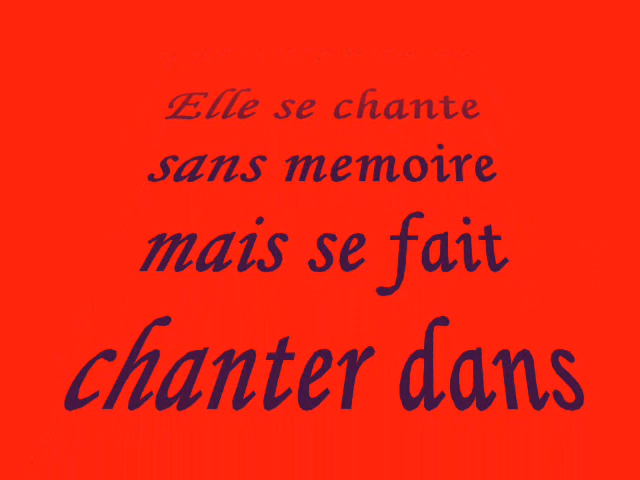 Elle se chante
sans memoire
mais se fait
chanter dans